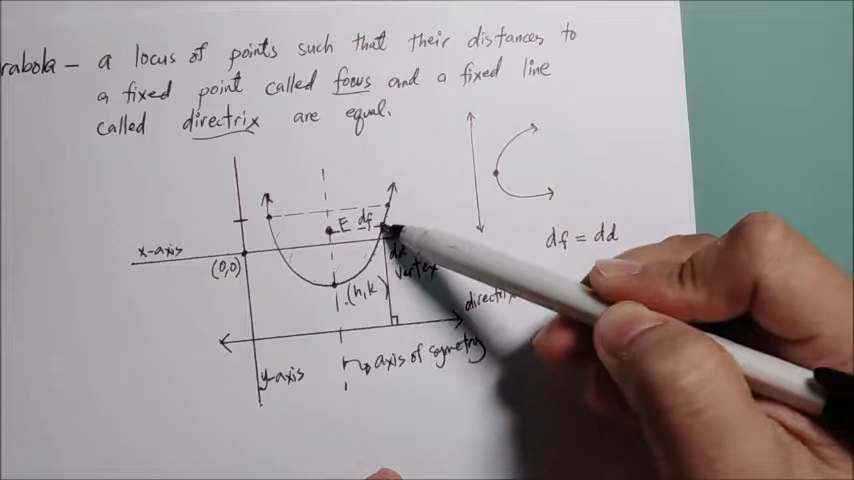 rabola - a locus of points such that their distances to
a fixed point called focus and a fixed line
called directrix are equal.
E df
df = dd
x-axis
dd
(0,0)
vertex
(h,k)
directrix
axis of symetry
y-axis